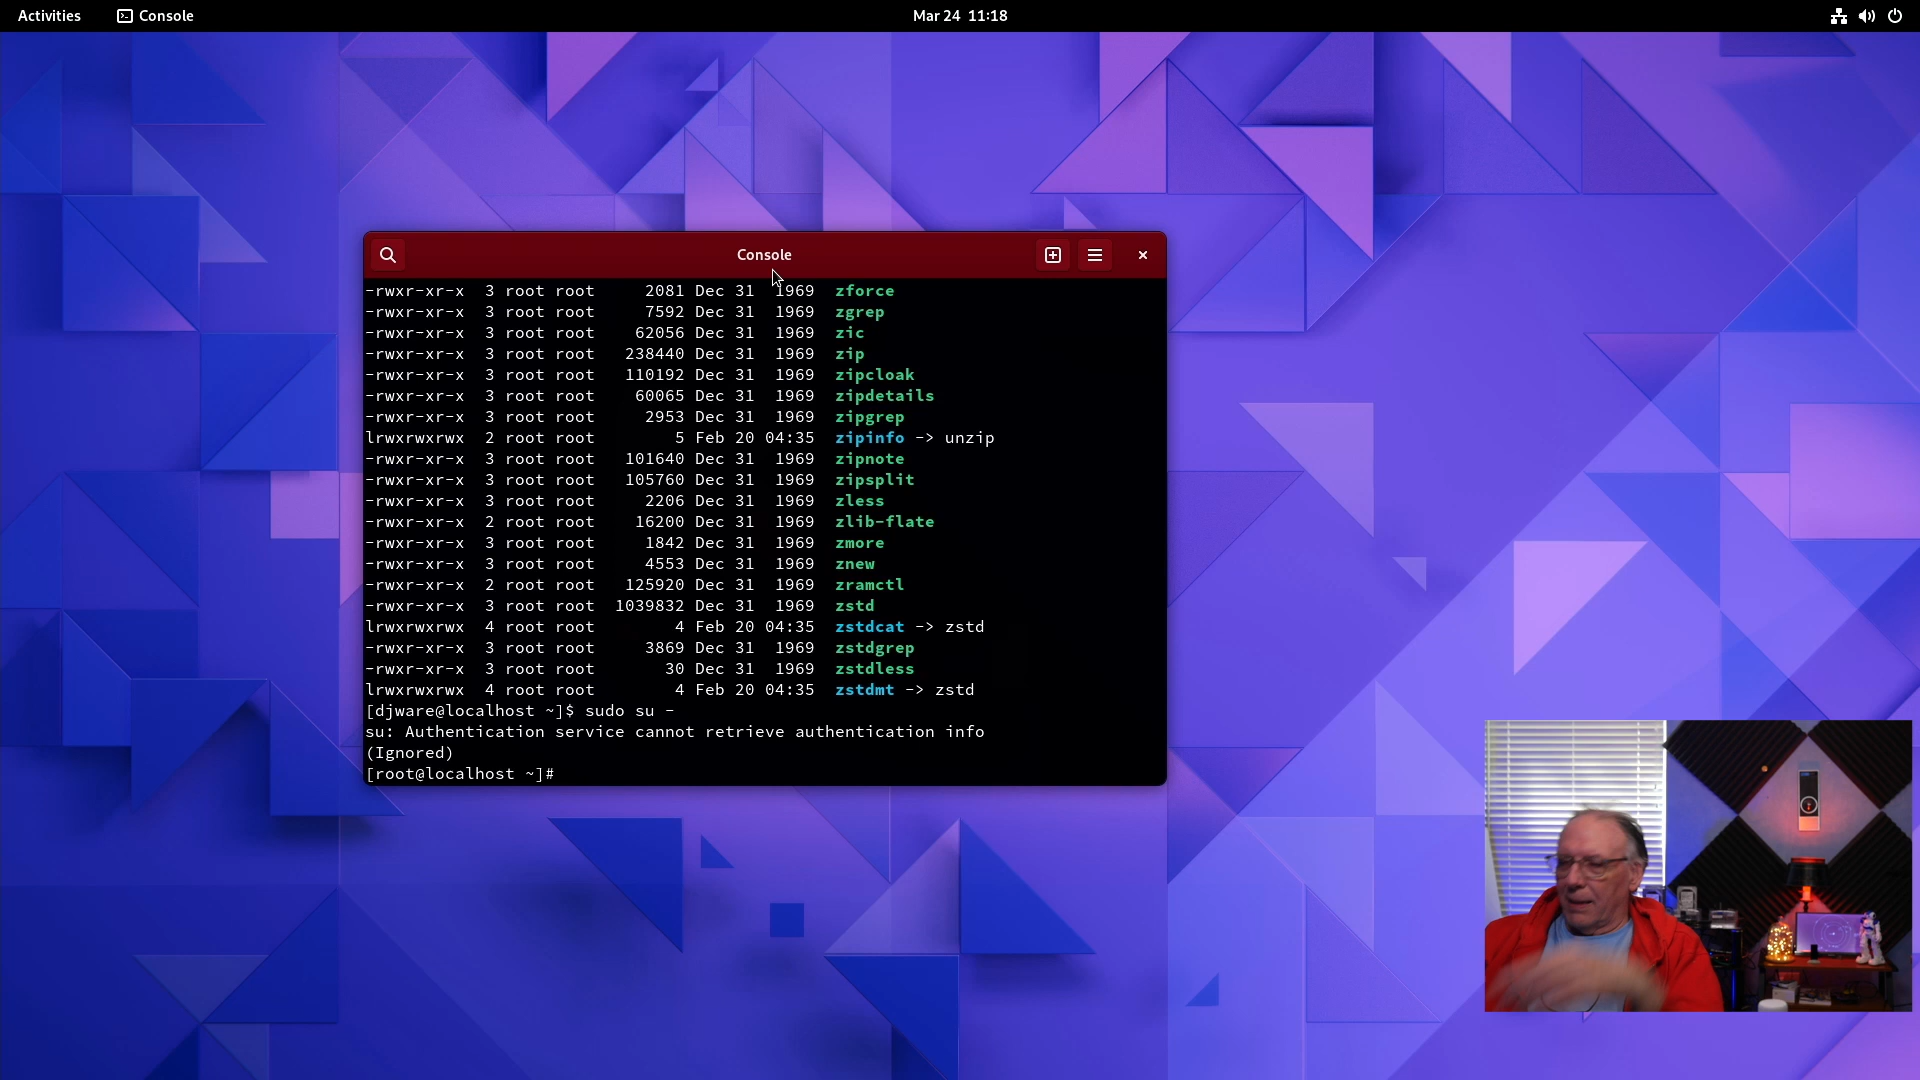 Activities Console Mar 24 11:18
Console
-rwxr-xr-x 3 root root 2081 Dec 31 1969 zforce
-rwxr-xr-x 3 root root 7592 Dec 31 1969 zgrep
-rwxr-xr-x 3 root root 62056 Dec 31 1969 zic
-rwxr-xr-x 3 root root 238440 Dec 31 1969 zip
-rwxr-xr-x 3 root root 110192 Dec 31 1969 zipcloak
-rwxr-xr-x 3 root root 60065 Dec 31 1969 zipdetails
-rwxr-xr-x 3 root root 2953 Dec 31 1969 zipgrep
lrwxrwxrwx 2 root root 5 Feb 20 04:35 zipinfo -> unzip
-rwxr-xr-x 3 root root 101640 Dec 31 1969 zipnote
-rwxr-xr-x 3 root root 105760 Dec 31 1969 zipsplit
-rwxr-xr-x 3 root root 2206 Dec 31 1969 zless
-rwxr-xr-x 2 root root 16200 Dec 31 1969 zlib-flate
-rwxr-xr-x 3 root root 1842 Dec 31 1969 zmore
-rwxr-xr-x 3 root root 4553 Dec 31 1969 znew
-rwxr-xr-x 2 root root 125920 Dec 31 1969 zramctl
-rwxr-xr-x 3 root root 1039832 Dec 31 1969 zstd
lrwxrwxrwx 4 root root 4 Feb 20 04:35 zstdcat -> zstd
-rwxr-xr-x 3 root root 3869 Dec 31 1969 zstdgrep
-rwxr-xr-x 3 root root 30 Dec 31 1969 zstdless
lrwxrwxrwx 4 root root 4 Feb 20 04:35 zstdmt -> zstd
[djware@localhost ~]$ sudo su -
su: Authentication service cannot retrieve authentication info
(Ignored)
[root@localhost ~]#